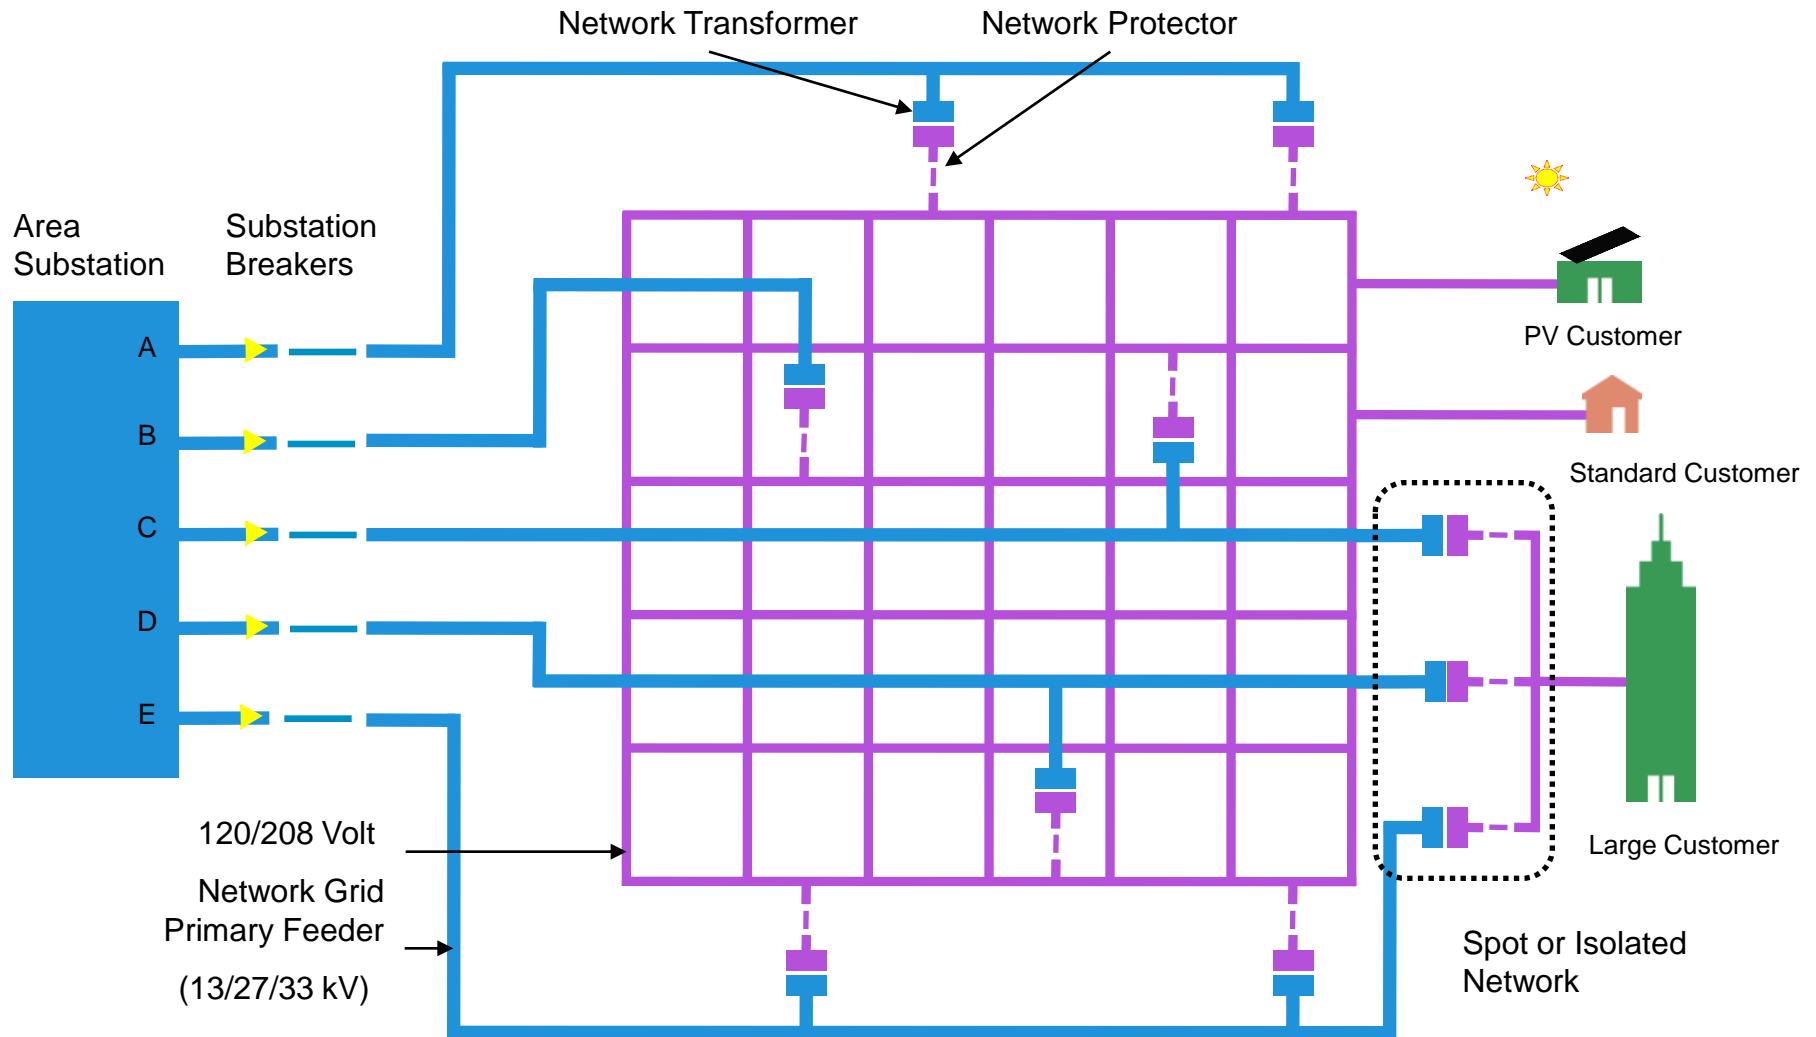 Network Transformer
Network Protector
Area
Substation
Substation
Breakers
A
B
C
D
E
PV Customer
Standard Customer
Large Customer
120/208 Volt
Network Grid
Primary Feeder
(13/27/33 kV)
Spot or Isolated
Network